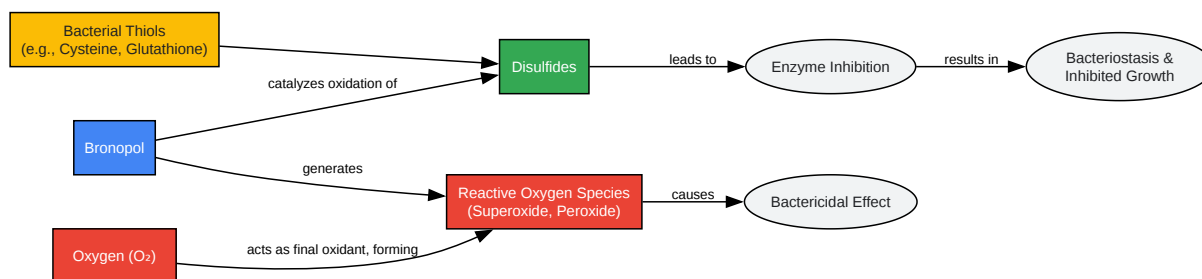 Bacterial Thiols
(e.g., Cysteine, Glutathione)
catalyzes oxidation of
Disulfides
leads to
Enzyme Inhibition
results in
Bacteriostasis &
Inhibited Growth
Bronopol
generates
Reactive Oxygen Species
(Superoxide, Peroxide)
causes
Bactericidal Effect
Oxygen (O₂)
acts as final oxidant, forming